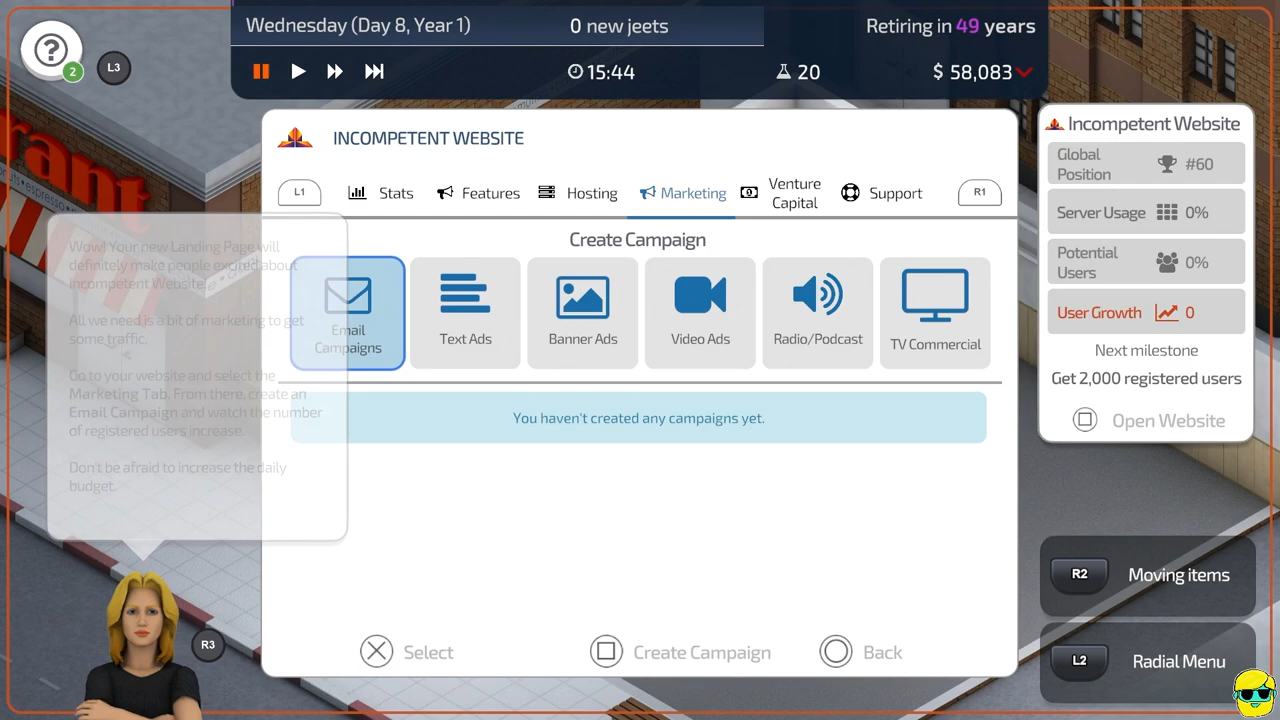 Wednesday (Day 8, Year 1)
0 new jeets
Retiring in 49 years
15:44
20
$ 58,083
?
2
L3
INCOMPETENT WEBSITE
L1
Stats
Features
Hosting
Marketing
Venture
Capital
Support
R1
Create Campaign
Email
Campaigns
Text Ads
Banner Ads
Video Ads
Radio/Podcast
TV Commercial
You haven't created any campaigns yet.
Wow! Your new Landing Page will
definitely make people excited about
Incompetent Website!
All we need is a bit of marketing to get
some traffic.
Go to your website and select the
Marketing Tab. From there, create an
Email Campaign and watch the number
of registered users increase.
Don't be afraid to increase the daily
budget.
R3
Select
Create Campaign
Back
Incompetent Website
Global
Position
#60
Server Usage
0%
Potential
Users
0%
User Growth
0
Next milestone
Get 2,000 registered users
Open Website
R2
Moving items
L2
Radial Menu